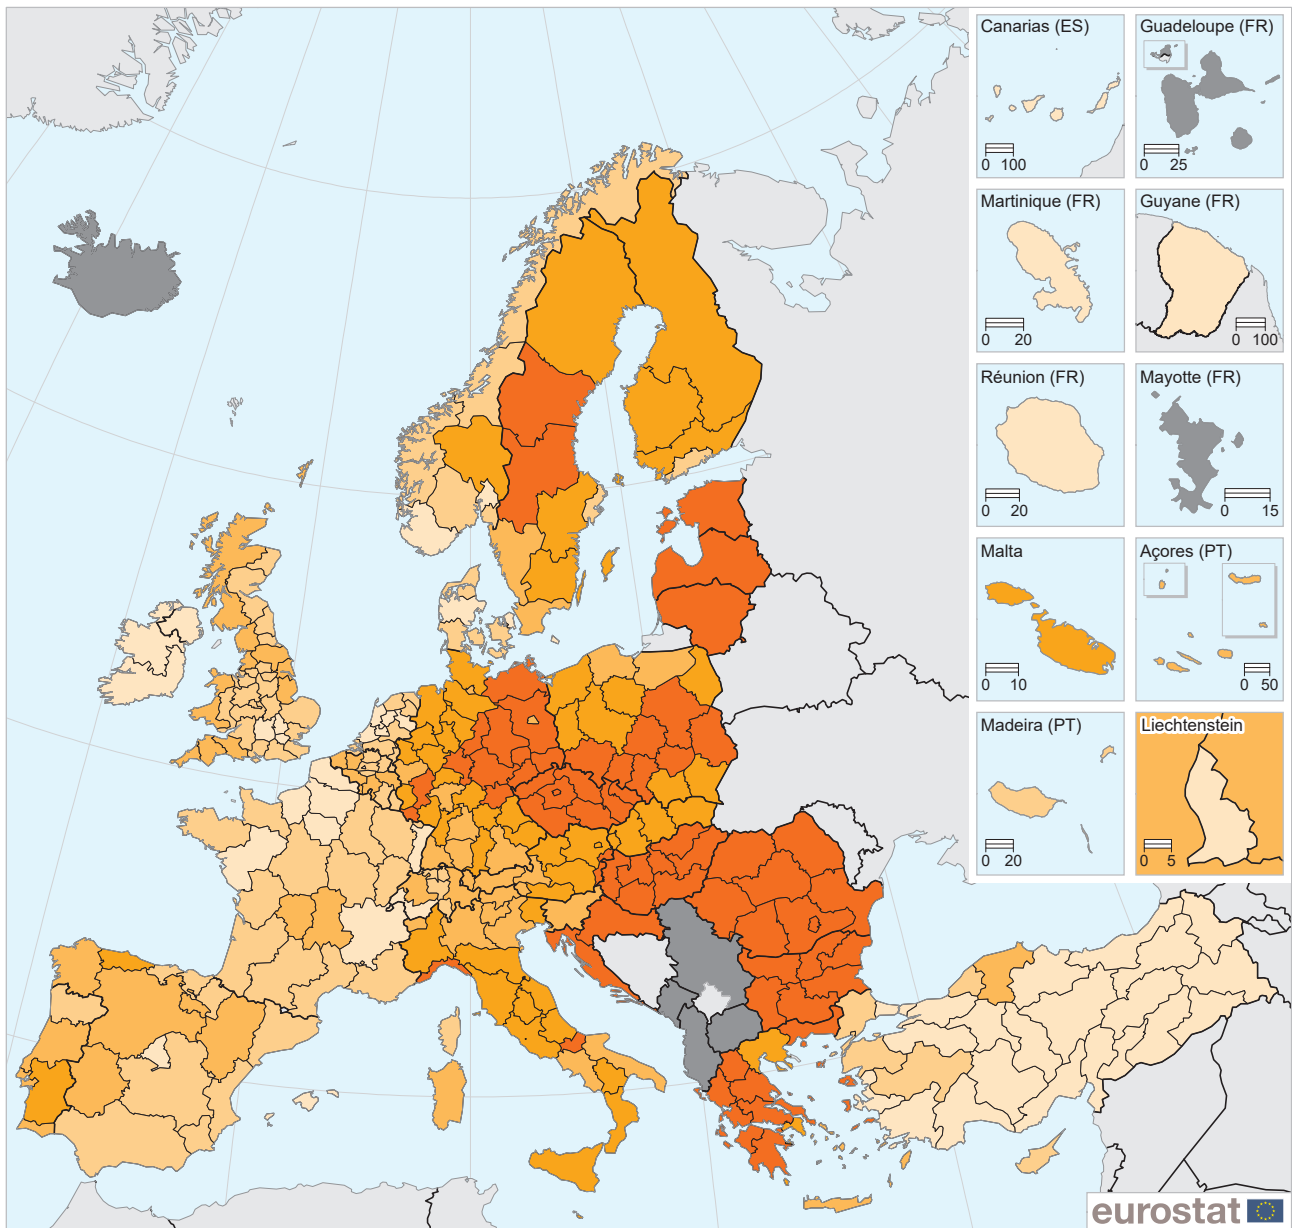 Canarias (ES)
0 100
Guadeloupe (FR)
0 25
Martinique (FR)
0 20
Guyane (FR)
0 100
Réunion (FR)
0 20
Mayotte (FR)
0 15
Malta
0 10
Açores (PT)
0 50
Madeira (PT)
0 20
Liechtenstein
0 5
eurostat